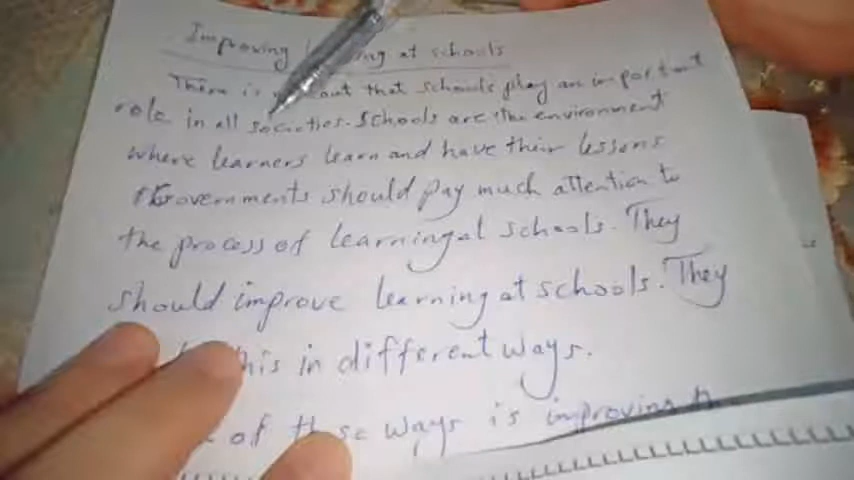 Improving at schools
There is that schools play an important
role in all societies. Schools are the environment
where learners learn and have their lessons
Governments should pay much attention to
the process of learning at schools. They
should improve learning at schools. They
this in different ways.
of these ways is improving